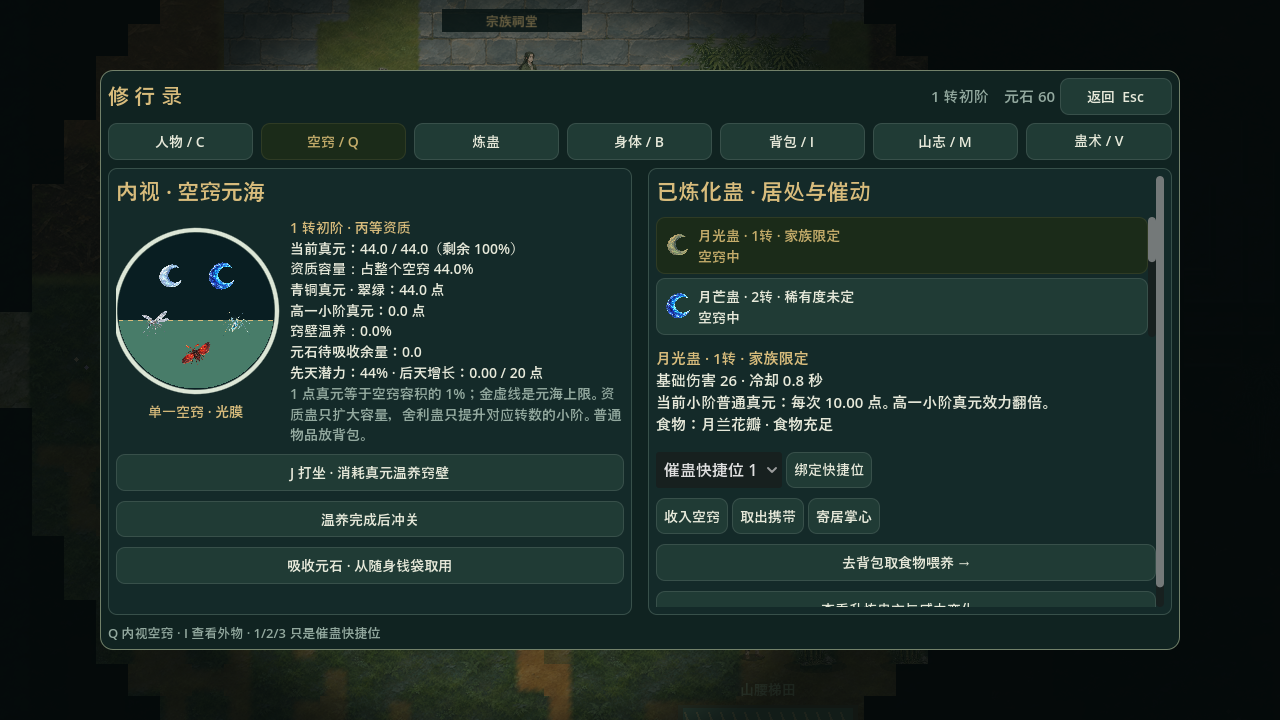 宗族祠堂
修行录
1 转初阶 元石 60 返回 Esc
人物 / C 空窍 / Q 炼蛊 身体 / B 背包 / I 山志 / M 蛊术 / V
内视 · 空窍元海
1 转初阶 · 丙等资质
当前真元：44.0 / 44.0（剩余 100%）
资质容量：占整个空窍 44.0%
青铜真元 · 翠绿：44.0 点
高一小阶真元：0.0 点
窍壁温养：0.0%
元石待吸收余量：0.0
先天潜力：44% · 后天增长：0.00 / 20 点
1 点真元等于空窍容积的 1%；金虚线是元海上限。资
质蛊只扩大容量，舍利蛊只提升对应转数的小阶。普通
物品放背包。
单一空窍 · 光膜
J 打坐 · 消耗真元温养窍壁
温养完成后冲关
吸收元石 · 从随身钱袋取用
已炼化蛊 · 居处与催动
月光蛊 · 1转 · 家族限定
空窍中
月芒蛊 · 2转 · 稀有度未定
空窍中
月光蛊 · 1转 · 家族限定
基础伤害 26 · 冷却 0.8 秒
当前小阶普通真元：每次 10.00 点。高一小阶真元效力翻倍。
食物：月兰花瓣 · 食物充足
催蛊快捷位 1 绑定快捷位
收入空窍 取出携带 寄居掌心
去背包取食物喂养 →
Q 内视空窍 · I 查看外物 · 1/2/3 只是催蛊快捷位